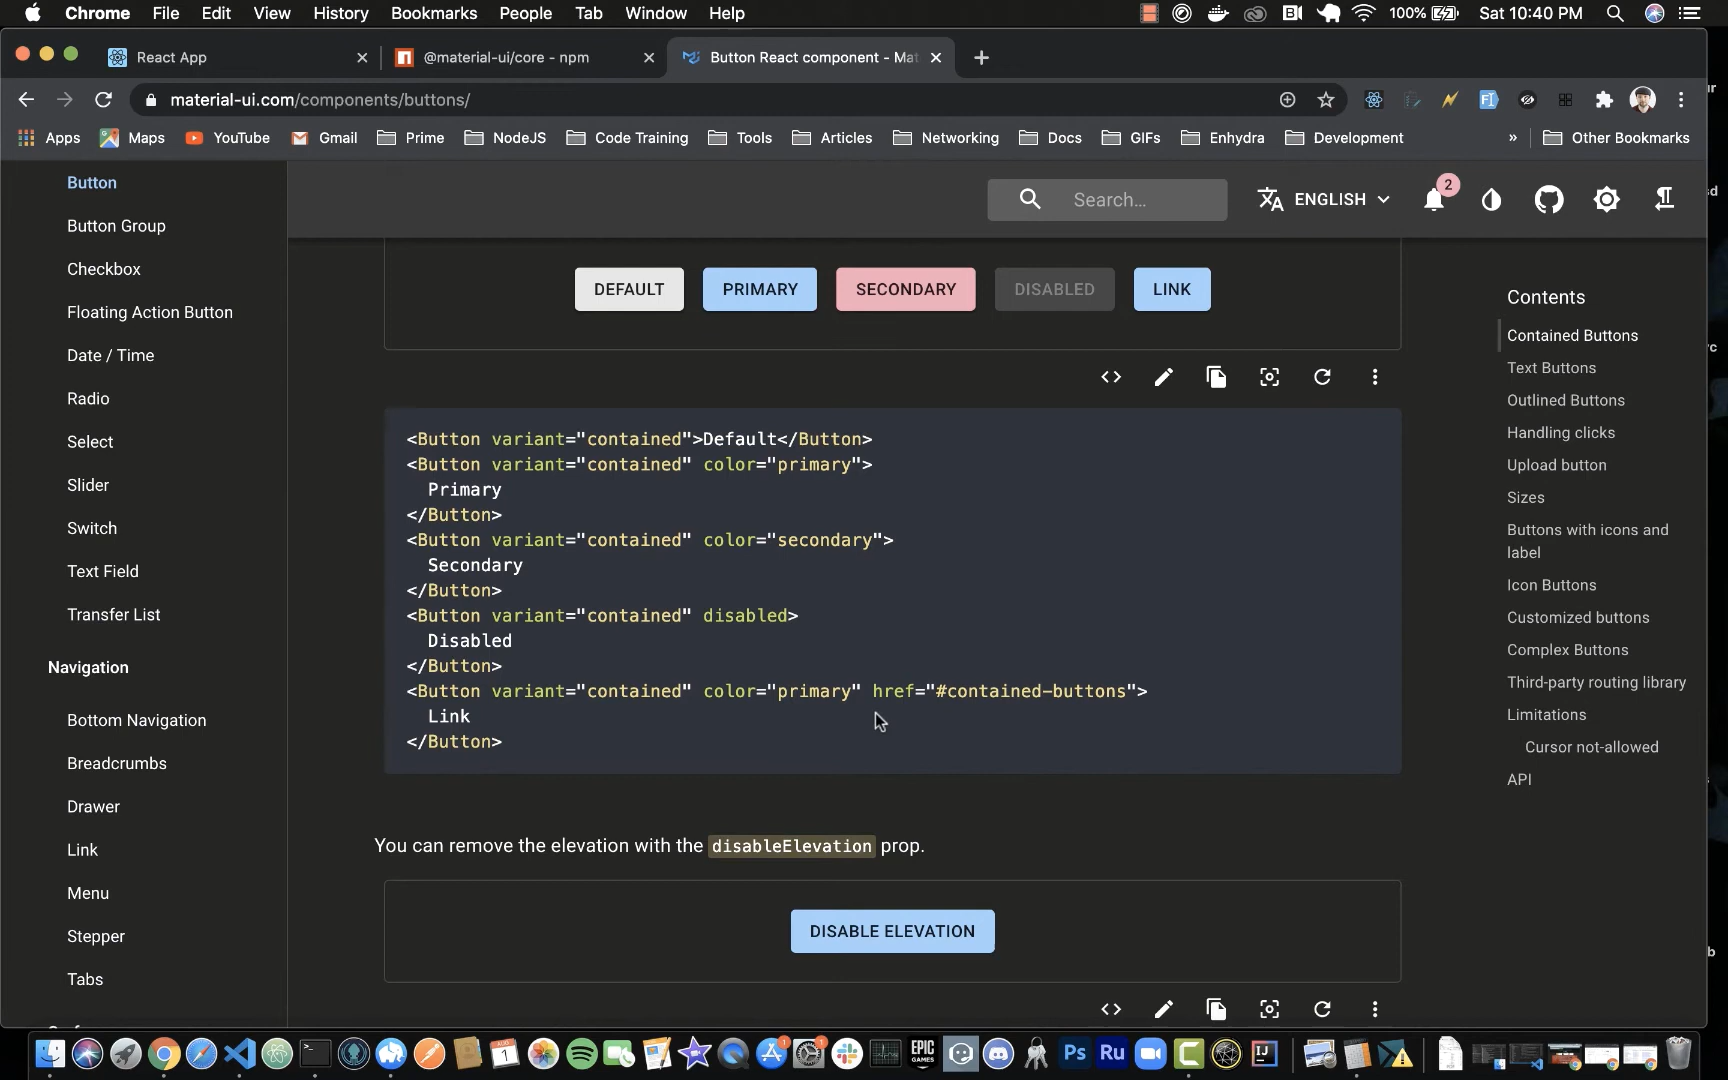 Chrome File Edit View History Bookmarks People Tab Window Help
100% Sat 10:40 PM
React App
@material-ui/core - npm
Button React component - Mat
material-ui.com/components/buttons/
Apps Maps YouTube Gmail Prime NodeJS Code Training Tools Articles Networking Docs GIFs Enhydra Development » Other Bookmarks
Button
Button Group
Checkbox
Floating Action Button
Date / Time
Radio
Select
Slider
Switch
Text Field
Transfer List
Navigation
Bottom Navigation
Breadcrumbs
Drawer
Link
Menu
Stepper
Tabs
Search…
ENGLISH
2
DEFAULT PRIMARY SECONDARY DISABLED LINK
<Button variant="contained">Default</Button>
<Button variant="contained" color="primary">
Primary
</Button>
<Button variant="contained" color="secondary">
Secondary
</Button>
<Button variant="contained" disabled>
Disabled
</Button>
<Button variant="contained" color="primary" href="#contained-buttons">
Link
</Button>
You can remove the elevation with the disableElevation prop.
DISABLE ELEVATION
Contents
Contained Buttons
Text Buttons
Outlined Buttons
Handling clicks
Upload button
Sizes
Buttons with icons and
label
Icon Buttons
Customized buttons
Complex Buttons
Third-party routing library
Limitations
Cursor not-allowed
API
EPIC
GAMES
Ps
Ru
IJ